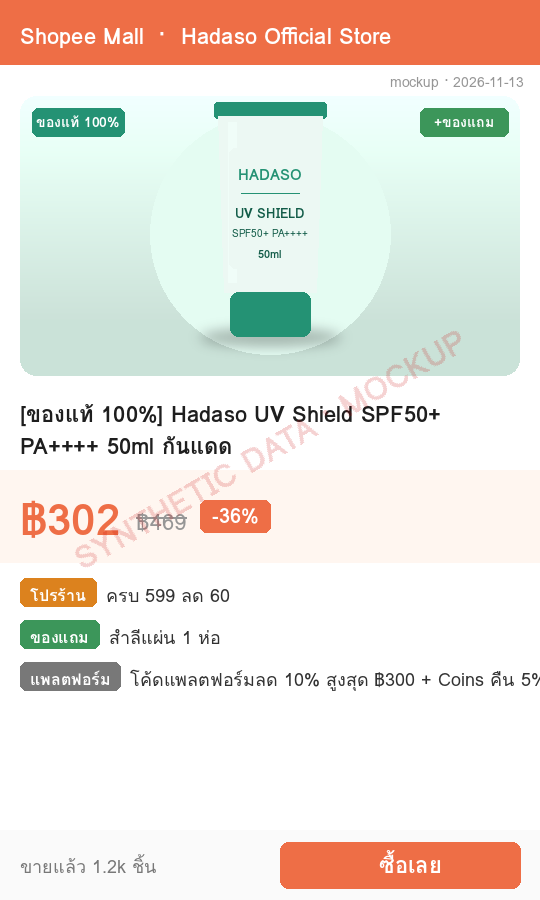 Shopee Mall · Hadaso Official Store
mockup · 2026-11-13
ของแท้ 100%
+ของแถม
HADASO
UV SHIELD
SPF50+ PA++++
50ml
[ของแท้ 100%] Hadaso UV Shield SPF50+
PA++++ 50ml กันแดด
฿302 ฿469 -36%
SYNTHETIC DATA · MOCKUP
โปรร้าน ครบ 599 ลด 60
ของแถม สำลีแผ่น 1 ห่อ
แพลตฟอร์ม โค้ดแพลตฟอร์มลด 10% สูงสุด ฿300 + Coins คืน 5%
ขายแล้ว 1.2k ชิ้น
ซื้อเลย